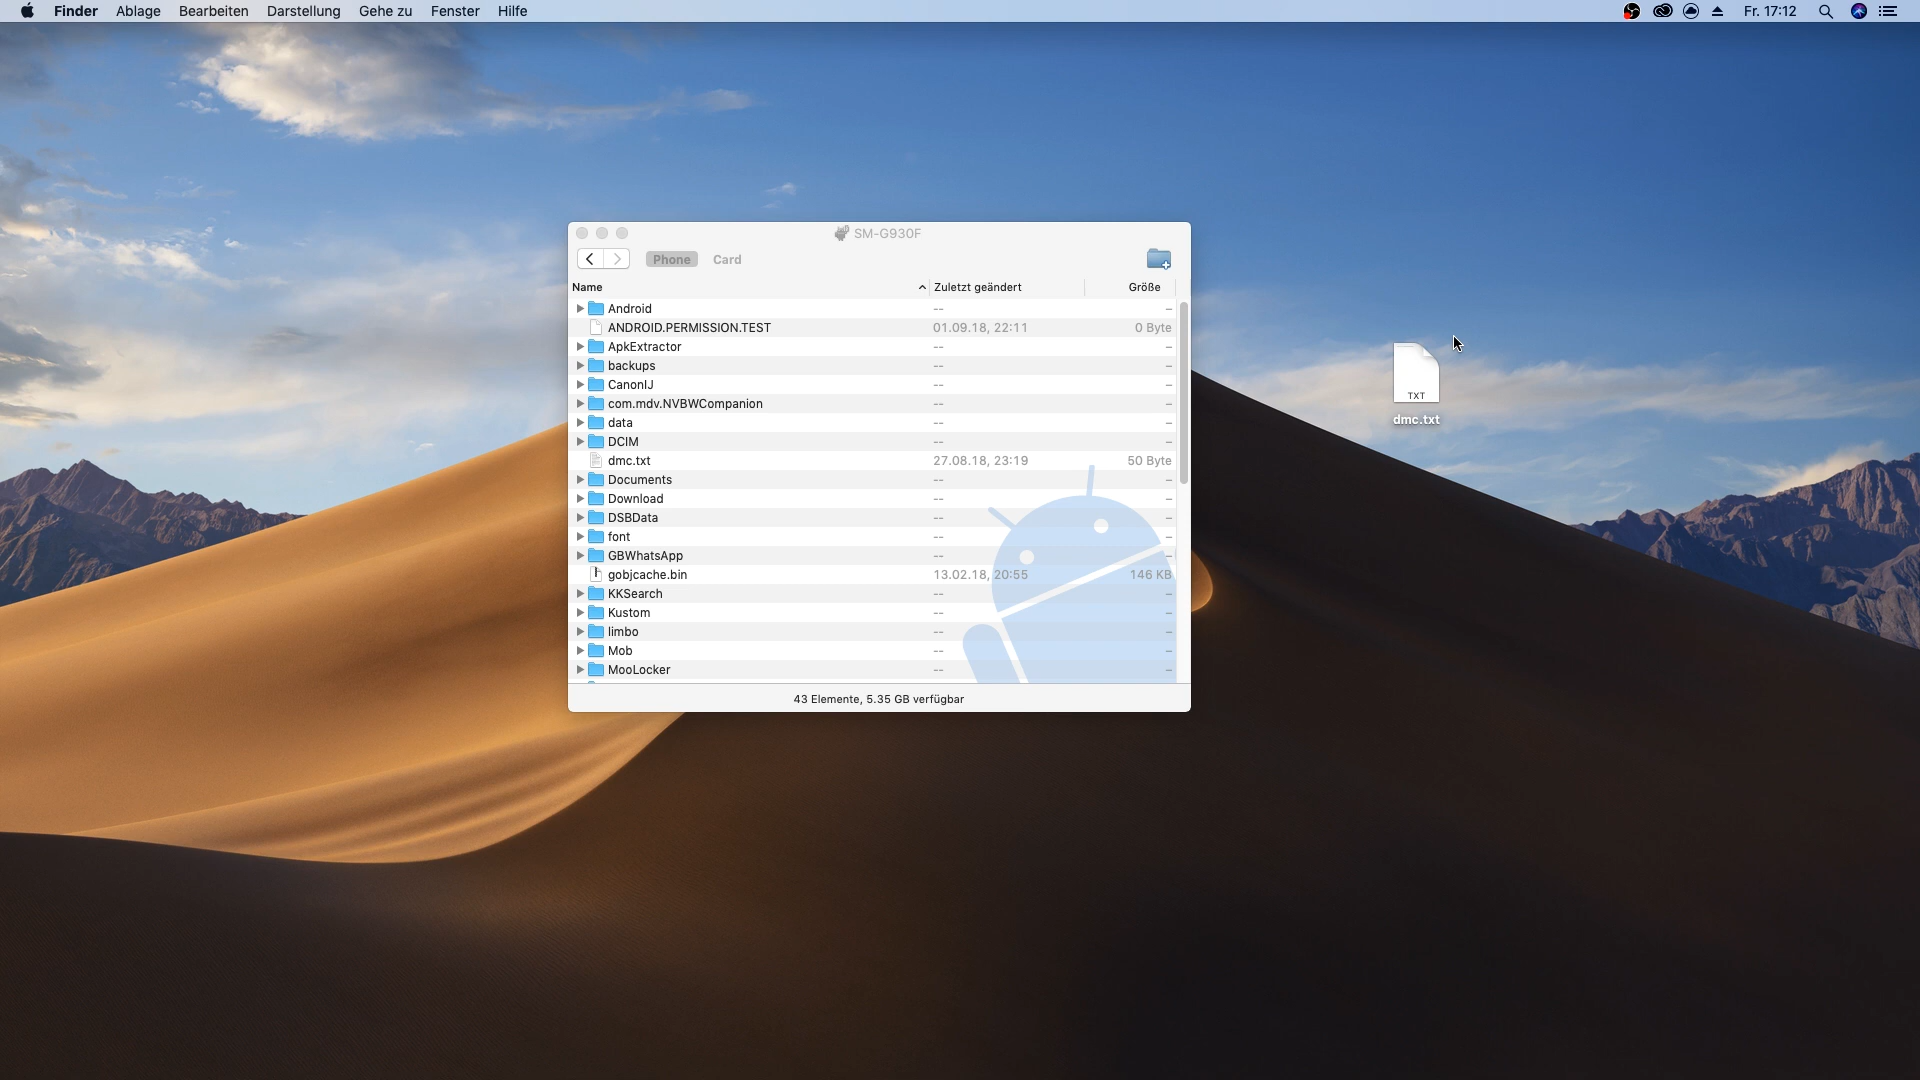 Finder Ablage Bearbeiten Darstellung Gehe zu Fenster Hilfe Fr. 17:12
SM-G930F
Phone Card
Name Zuletzt geändert Größe
Android -- --
ANDROID.PERMISSION.TEST 01.09.18, 22:11 0 Byte
ApkExtractor -- --
backups -- --
CanonIJ -- --
com.mdv.NVBWCompanion -- --
data -- --
DCIM -- --
dmc.txt 27.08.18, 23:19 50 Byte
Documents -- --
Download -- --
DSBData -- --
font -- --
GBWhatsApp -- --
gobjcache.bin 13.02.18, 20:55 146 KB
KKSearch -- --
Kustom -- --
limbo -- --
Mob -- --
MooLocker -- --
43 Elemente, 5.35 GB verfügbar
TXT
dmc.txt